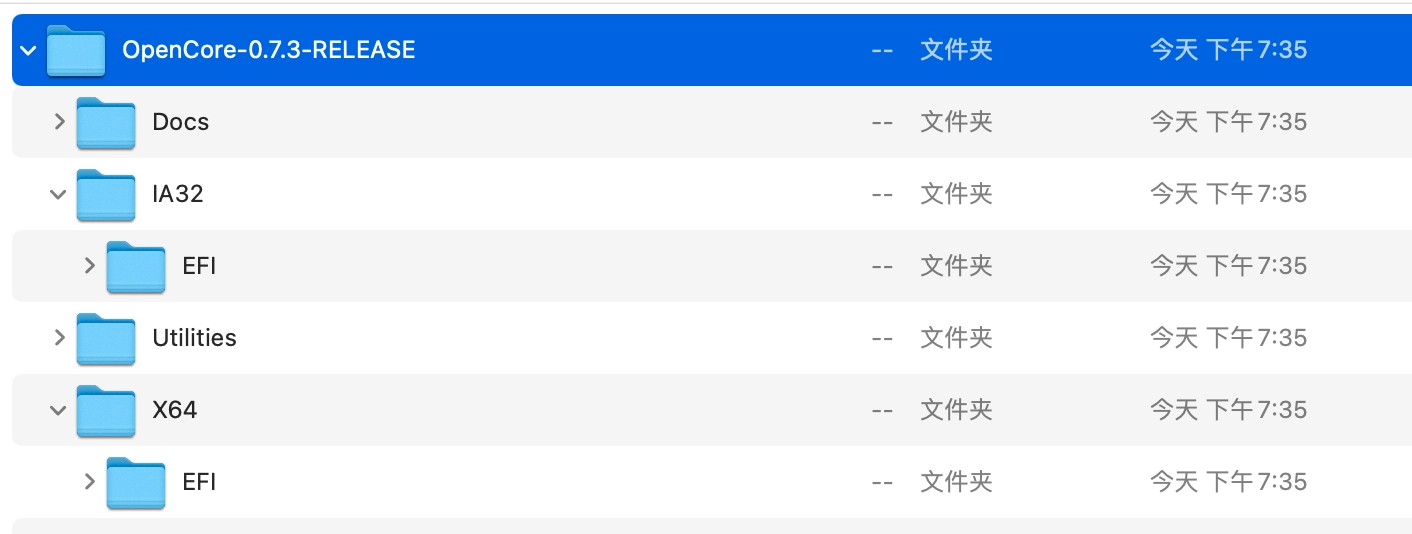 OpenCore-0.7.3-RELEASE -- 文件夹 今天 下午7:35
Docs -- 文件夹 今天 下午7:35
IA32 -- 文件夹 今天 下午7:35
EFI -- 文件夹 今天 下午7:35
Utilities -- 文件夹 今天 下午7:35
X64 -- 文件夹 今天 下午7:35
EFI -- 文件夹 今天 下午7:35